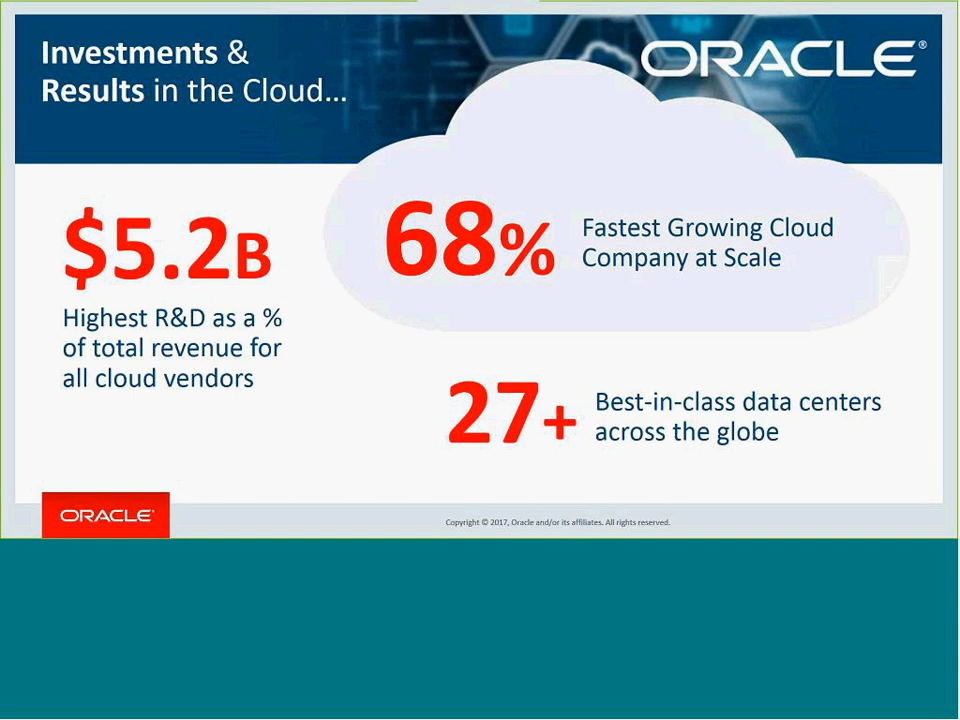 Investments &
Results in the Cloud...
ORACLE®
$5.2B
Highest R&D as a %
of total revenue for
all cloud vendors
68%
Fastest Growing Cloud
Company at Scale
27+
Best-in-class data centers
across the globe
ORACLE®
Copyright © 2017, Oracle and/or its affiliates. All rights reserved.